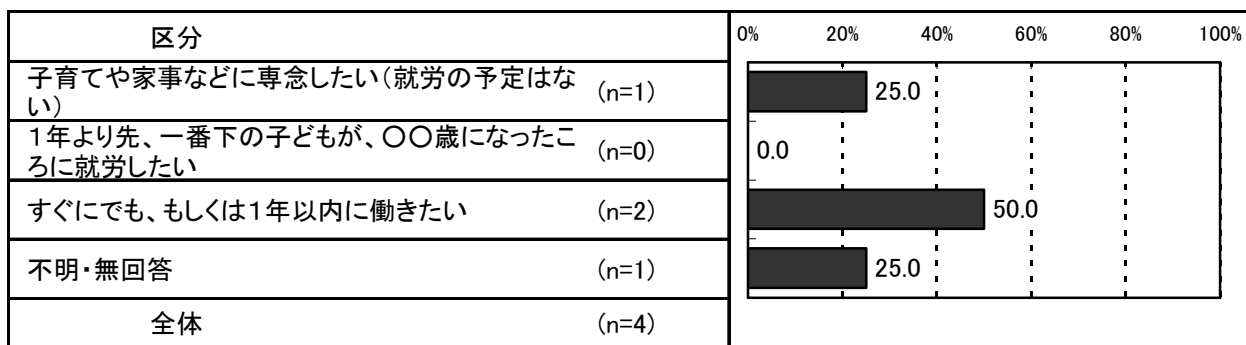 区分
0% 20% 40% 60% 80% 100%
子育てや家事などに専念したい（就労の予定はな
い）
(n=1)
25.0
１年より先、一番下の子どもが、〇〇歳になったこ
ろに就労したい
(n=0)
0.0
すぐにでも、もしくは１年以内に働きたい (n=2)
50.0
不明・無回答 (n=1)
25.0
全体 (n=4)